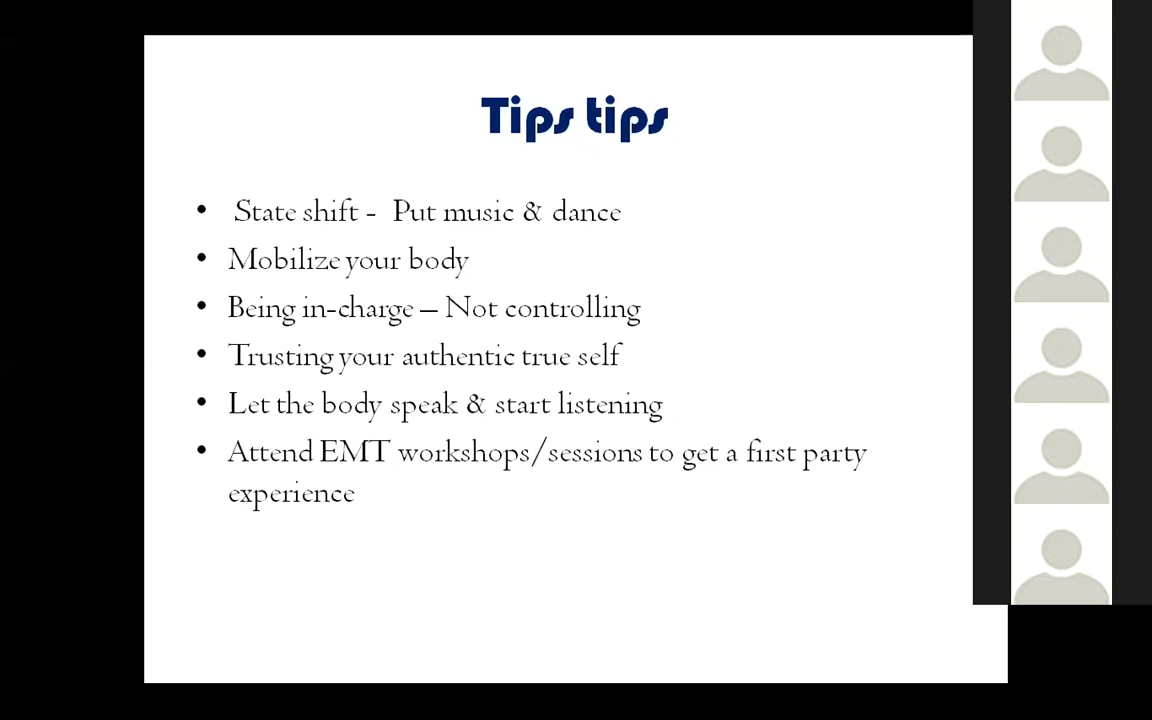 Tips tips
• State shift - Put music & dance
• Mobilize your body
• Being in-charge – Not controlling
• Trusting your authentic true self
• Let the body speak & start listening
• Attend EMT workshops/sessions to get a first party
experience